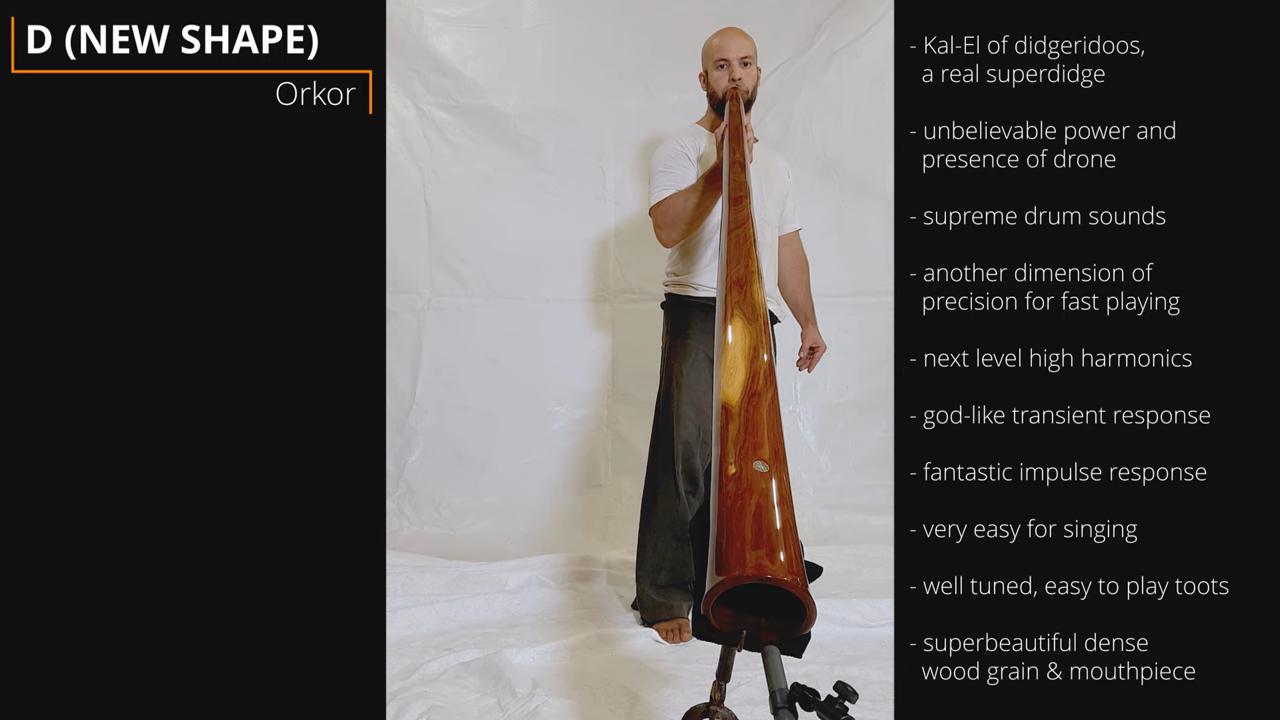 D (NEW SHAPE)
Orkor
- Kal-El of didgeridoos,
a real superdidge
- unbelievable power and
presence of drone
- supreme drum sounds
- another dimension of
precision for fast playing
- next level high harmonics
- god-like transient response
- fantastic impulse response
- very easy for singing
- well tuned, easy to play toots
- superbeautiful dense
wood grain & mouthpiece